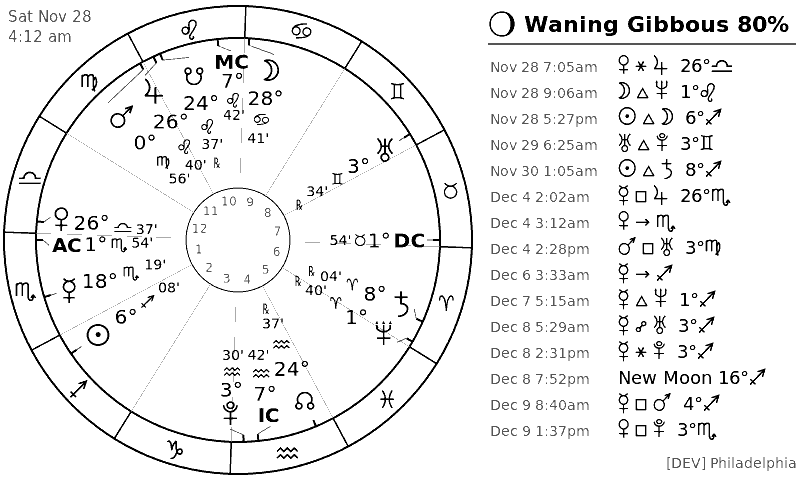 Sat Nov 28
4:12 am
MC
7°
♌
42'
☽
28°
♋
41'
☋
24°
♌
37'
℞
♃
26°
♌
40'
♂
0°
♍
56'
♅
3°
♊
34'
℞
♀ 26° ♎ 37'
AC 1° ♏ 54'
54' ♉ 1° DC
☿ 18° ♏ 19'
☉ 6° ♐ 08'
℞ 04' ♈ 8° ♄
℞ 40' ♈ 1° ♆
℞
37'
♒
24°
☊
30' 42'
♒ ♒
3° 7°
♇ IC
10 9
11 8
12 7
1 6
2 5
3 4
♌ ♋ ♊ ♉ ♈ ♓ ♒ ♑ ♐ ♏ ♎ ♍
Waning Gibbous 80%
Nov 28 7:05am ♀ ⚹ ♃ 26°♎
Nov 28 9:06am ☽ △ ♆ 1°♌
Nov 28 5:27pm ☉ △ ☽ 6°♐
Nov 29 6:25am ♅ △ ♇ 3°♊
Nov 30 1:05am ☉ △ ♄ 8°♐
Dec 4 2:02am ☿ □ ♃ 26°♏
Dec 4 3:12am ♀ → ♏
Dec 4 2:28pm ♂ □ ♅ 3°♍
Dec 6 3:33am ☿ → ♐
Dec 7 5:15am ☿ △ ♆ 1°♐
Dec 8 5:29am ☿ ☍ ♅ 3°♐
Dec 8 2:31pm ☿ ⚹ ♇ 3°♐
Dec 8 7:52pm New Moon 16°♐
Dec 9 8:40am ☿ □ ♂ 4°♐
Dec 9 1:37pm ♀ □ ♇ 3°♏
[DEV] Philadelphia